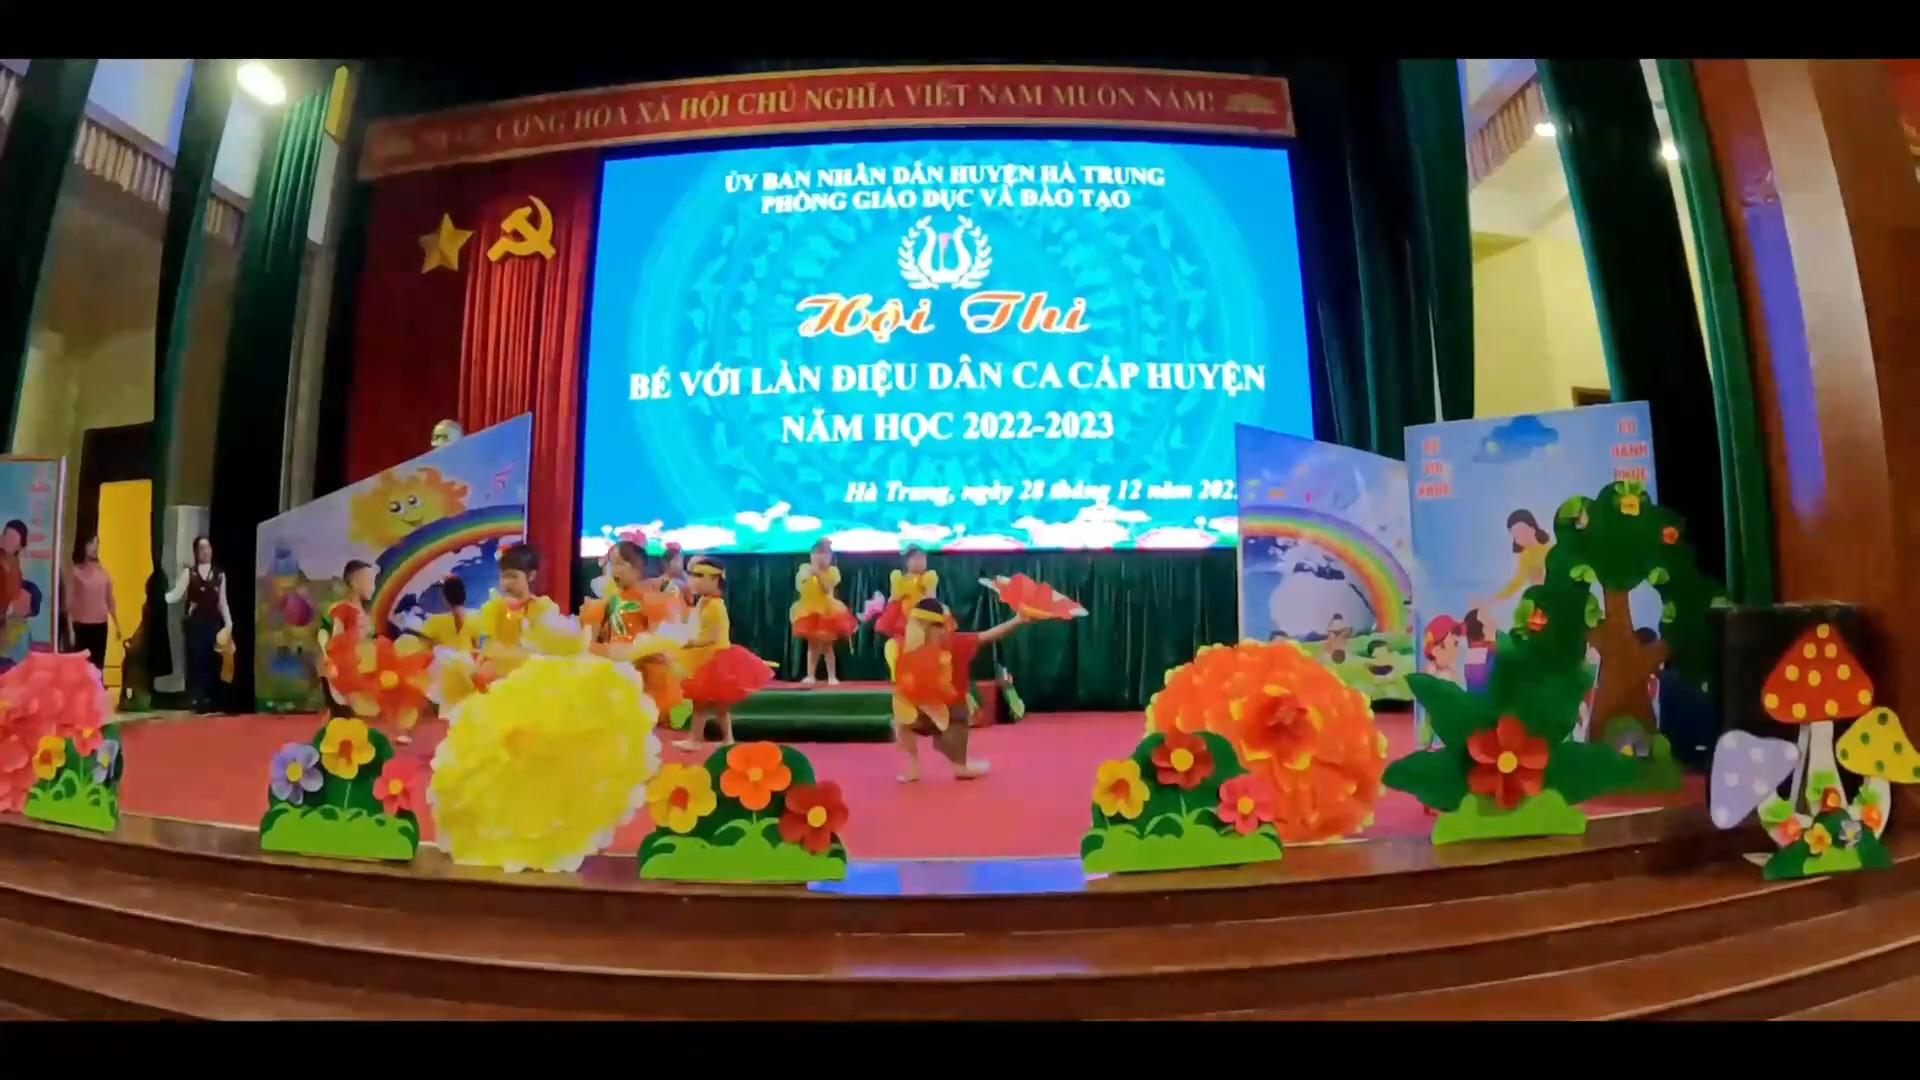 CỘNG HÒA XÃ HỘI CHỦ NGHĨA VIỆT NAM MUÔN NĂM!
ỦY BAN NHÂN DÂN HUYỆN HÀ TRUNG
PHÒNG GIÁO DỤC VÀ ĐÀO TẠO
Hội Thi
BÉ VỚI LÀN ĐIỆU DÂN CA CẤP HUYỆN
NĂM HỌC 2022-2023
Hà Trung, ngày 28 tháng 12 năm 202